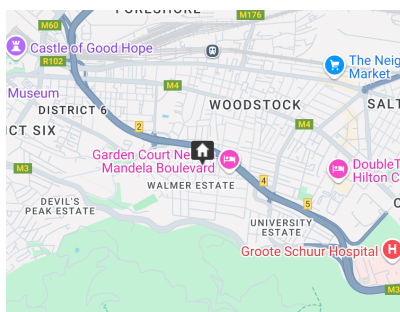 FORESHORE
M60
M176
Castle of Good Hope
R102
The Neig
Market
M4
Museum
DISTRICT 6
WOODSTOCK
SALT
CT SIX
2
M4
Garden Court Ne
Mandela Boulevard
DoubleT
Hilton C
M3
WALMER ESTATE
4
DEVIL'S
PEAK ESTATE
5
UNIVERSITY
ESTATE
Groote Schuur Hospital
H
M3